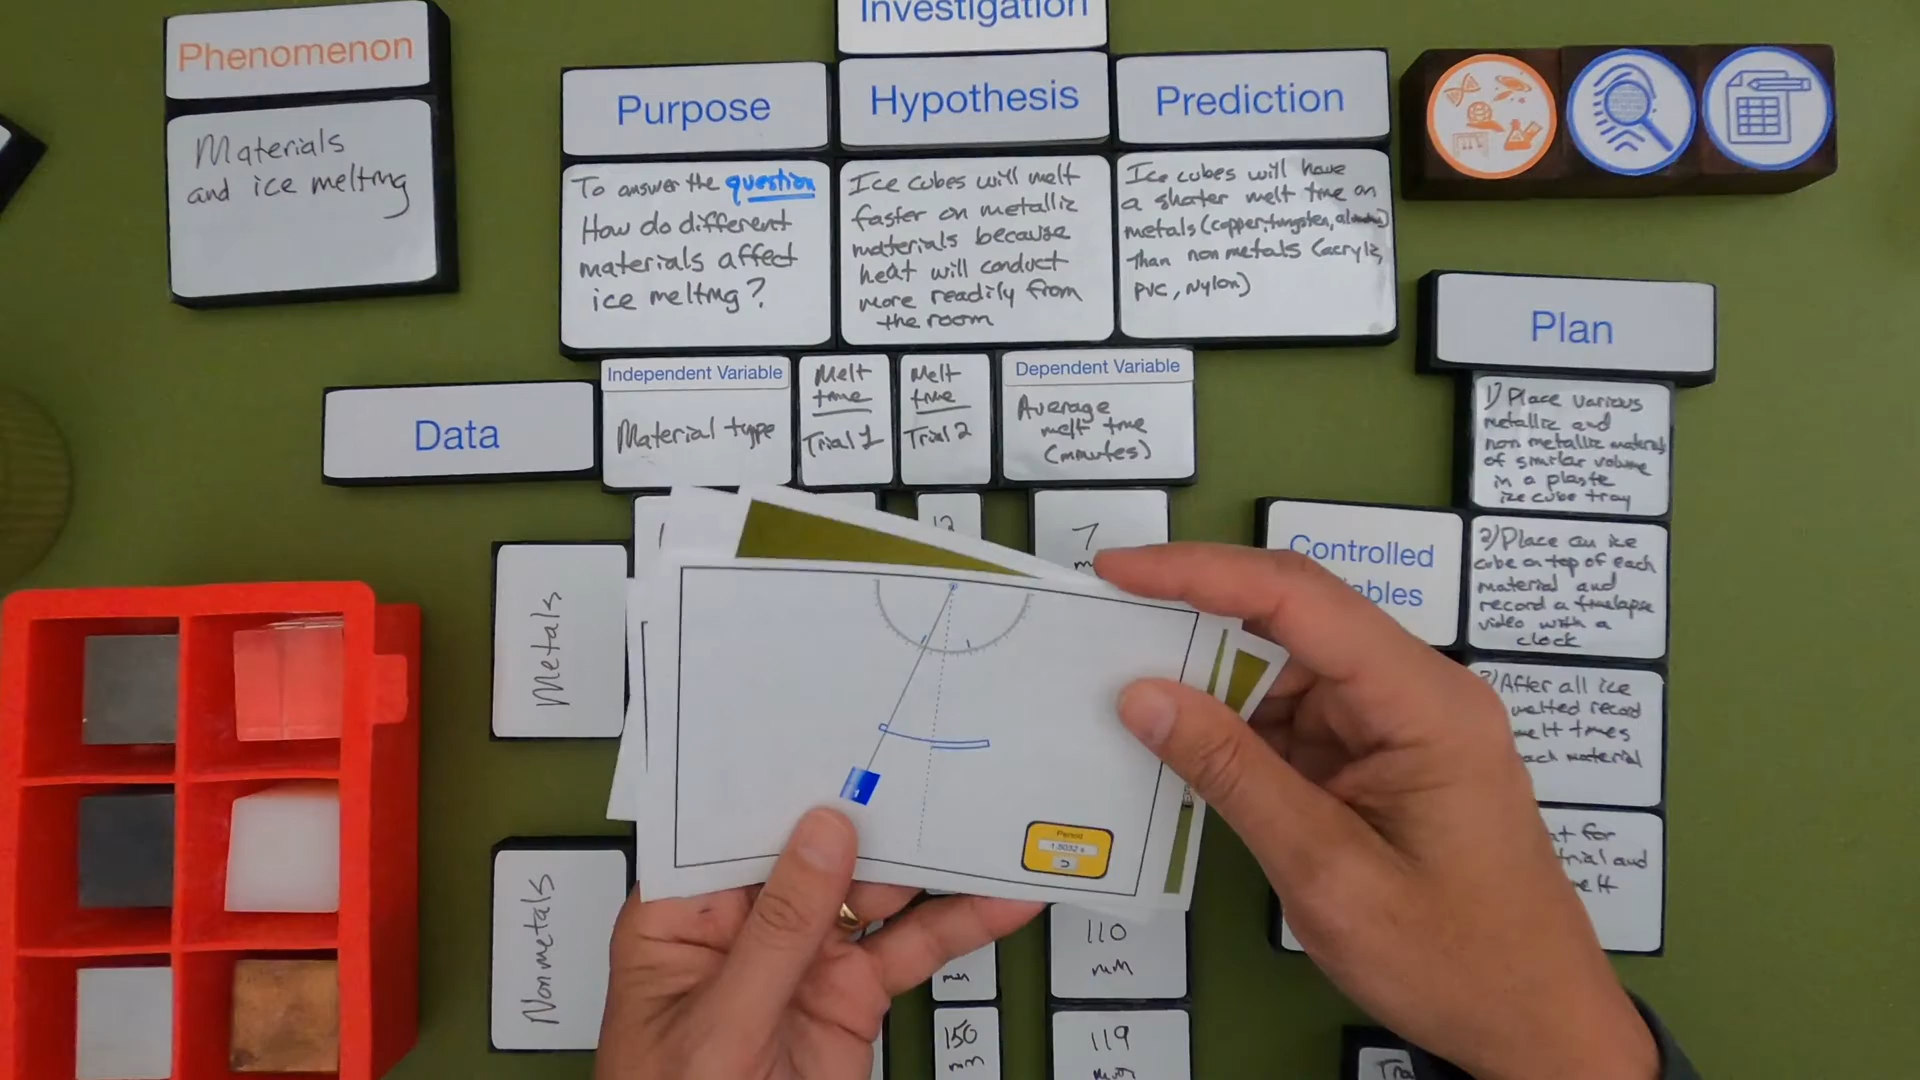 Investigation
Phenomenon
Materials
and ice melting
Purpose
To answer the question
How do different
materials affect
ice melting?
Hypothesis
Ice cubes will melt
faster on metallic
materials because
heat will conduct
more readily from
the room
Prediction
Ice cubes will have
a shorter melt time on
metals (copper, tungsten,
than non metals (acrylic,
PVC, Nylon)
Plan
1) Place various
metallic and
non metallic materials
of similar volume
in a plastic
ice cube tray
2) Place an ice
cube on top of each
material and
record a timelapse
video with a
clock
After all ice
melted record
melt times
material
for
trial and
Controlled
Data
Independent Variable
Material type
Melt
time
Trial 1
Melt
time
Trial 2
Dependent Variable
Average
melt time
(minutes)
7
Metals
Nonmetals
110
min
min
150
min
119
Period